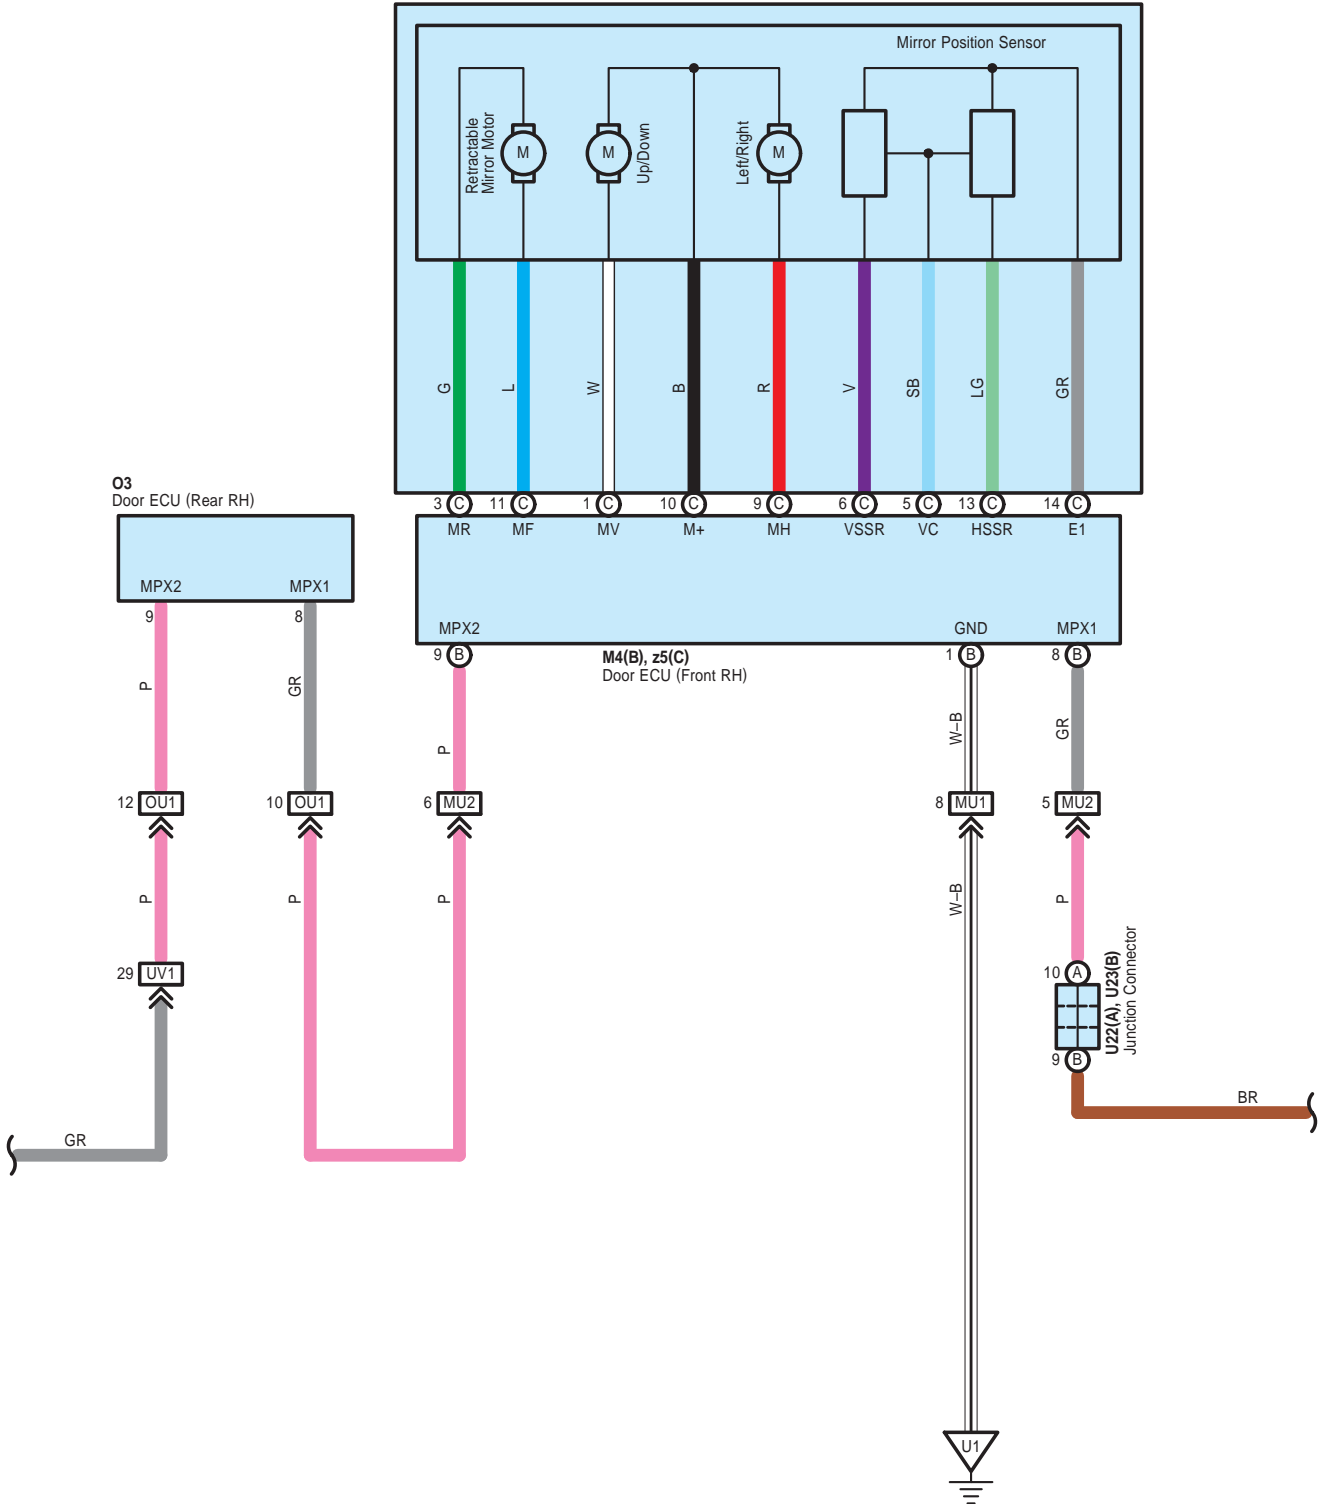 Mirror Position Sensor
Retractable
Mirror Motor
M
M
Up/Down
Left/Right
M
G
L
W
B
R
V
SB
LG
GR
3 C
11 C
1 C
10 C
9 C
6 C
5 C
13 C
14 C
MR
MF
MV
M+
MH
VSSR
VC
HSSR
E1
O3
Door ECU (Rear RH)
MPX2
MPX1
9
8
MPX2
GND
MPX1
9 B
1 B
8 B
M4(B), z5(C)
Door ECU (Front RH)
P
GR
P
W–B
GR
12 OU1
10 OU1
6 MU2
8 MU1
5 MU2
P
P
P
W–B
P
29 UV1
10 A
U22(A), U23(B)
Junction Connector
9 B
BR
GR
U1